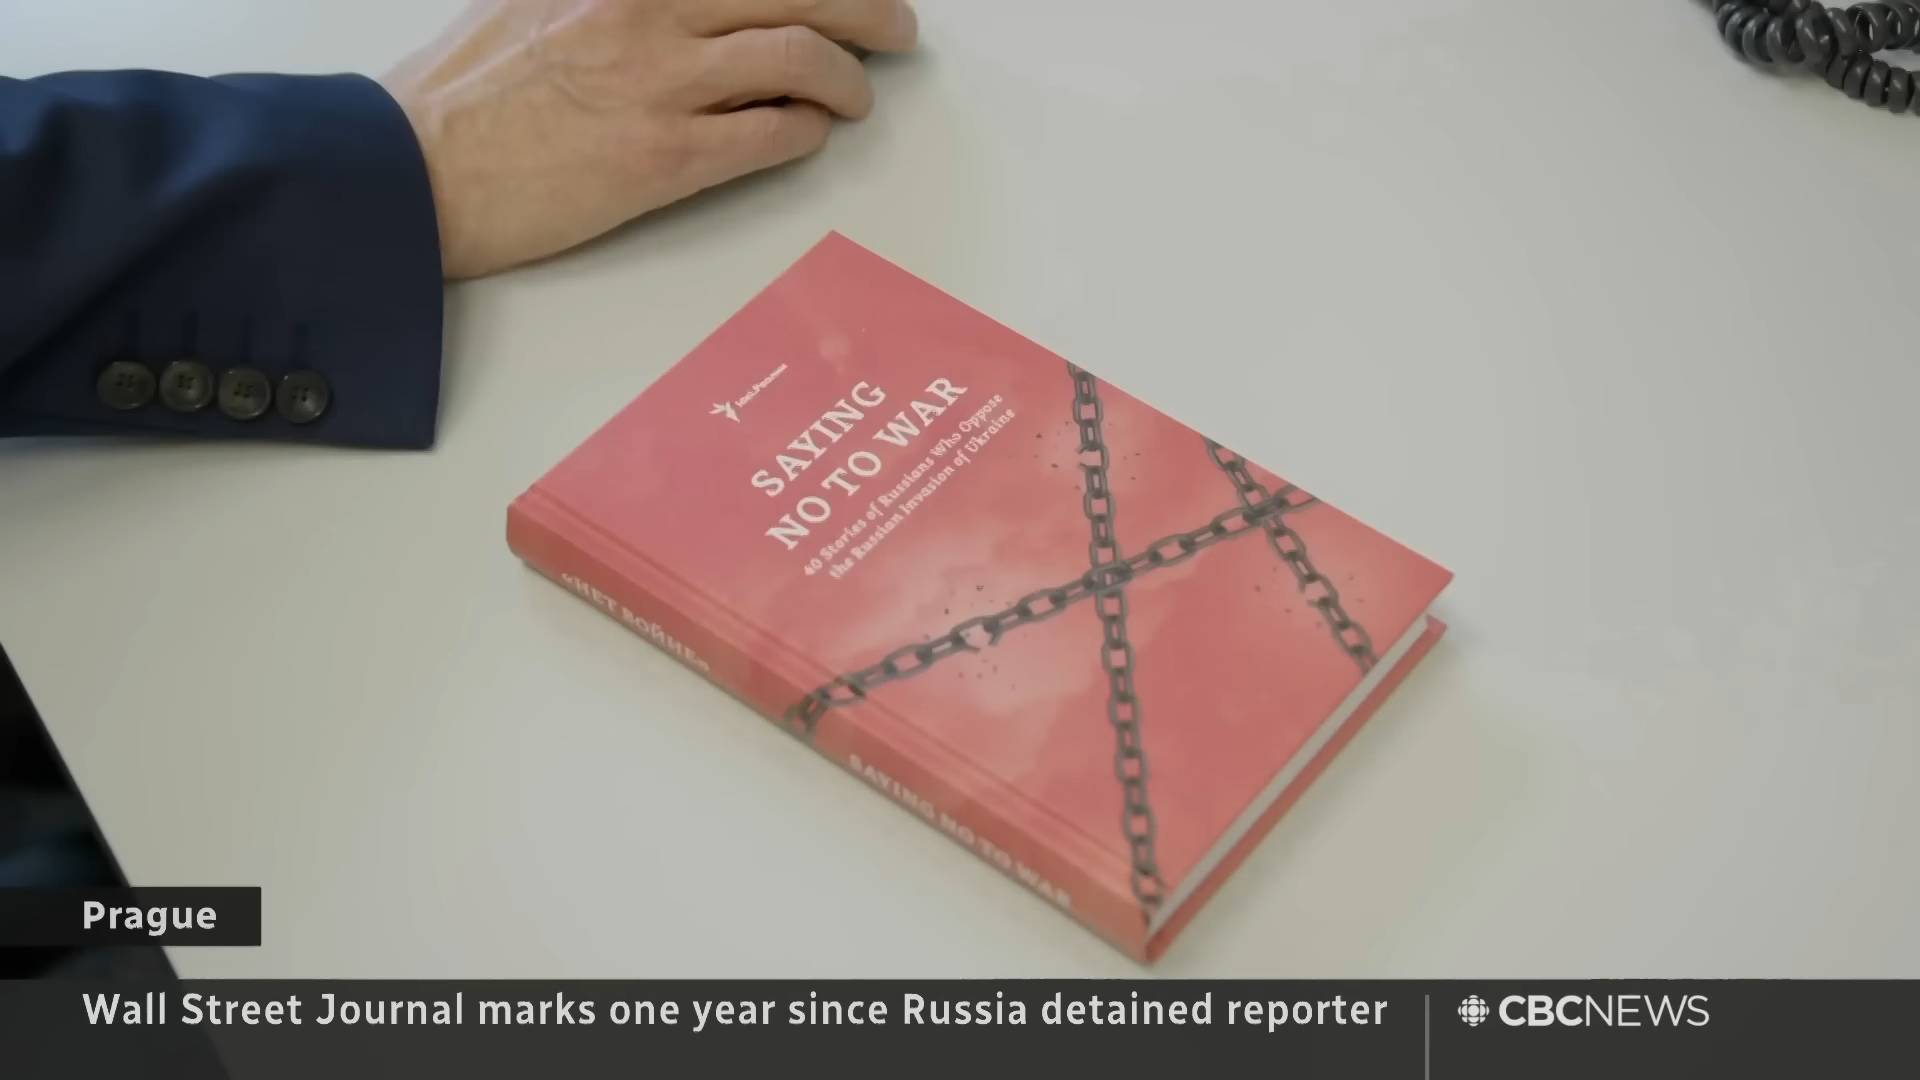 SAYING
NO TO WAR
40 Stories of Russians Who Oppose
the Russian Invasion of Ukraine
«НЕТ ВОЙНЕ»
SAYING NO TO WAR
Prague
Wall Street Journal marks one year since Russia detained reporter
CBCNEWS